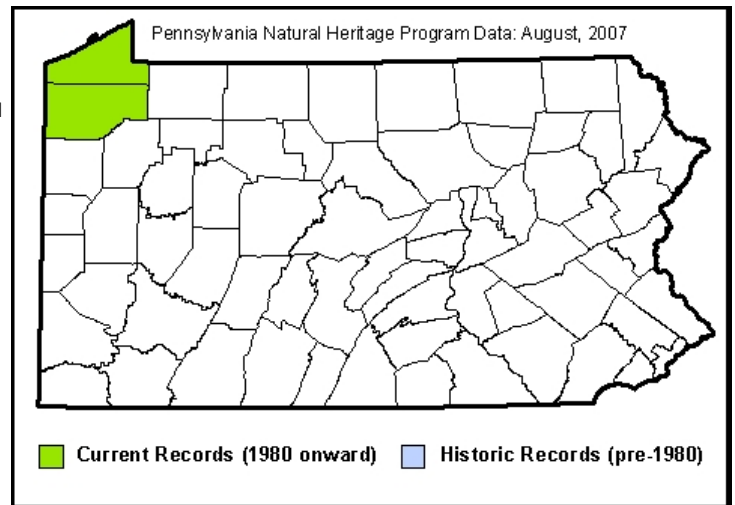 Pennsylvania Natural Heritage Program Data: August, 2007
Current Records (1980 onward) Historic Records (pre-1980)